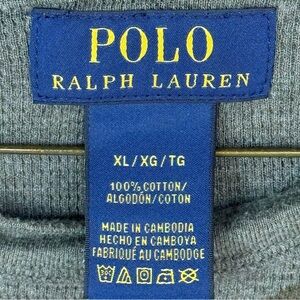 POLO
RALPH LAUREN
XL / XG / TG
100% COTTON/
ALGODÓN/COTON
MADE IN CAMBODIA
HECHO EN CAMBOYA
FABRIQUÉ AU CAMBODGE